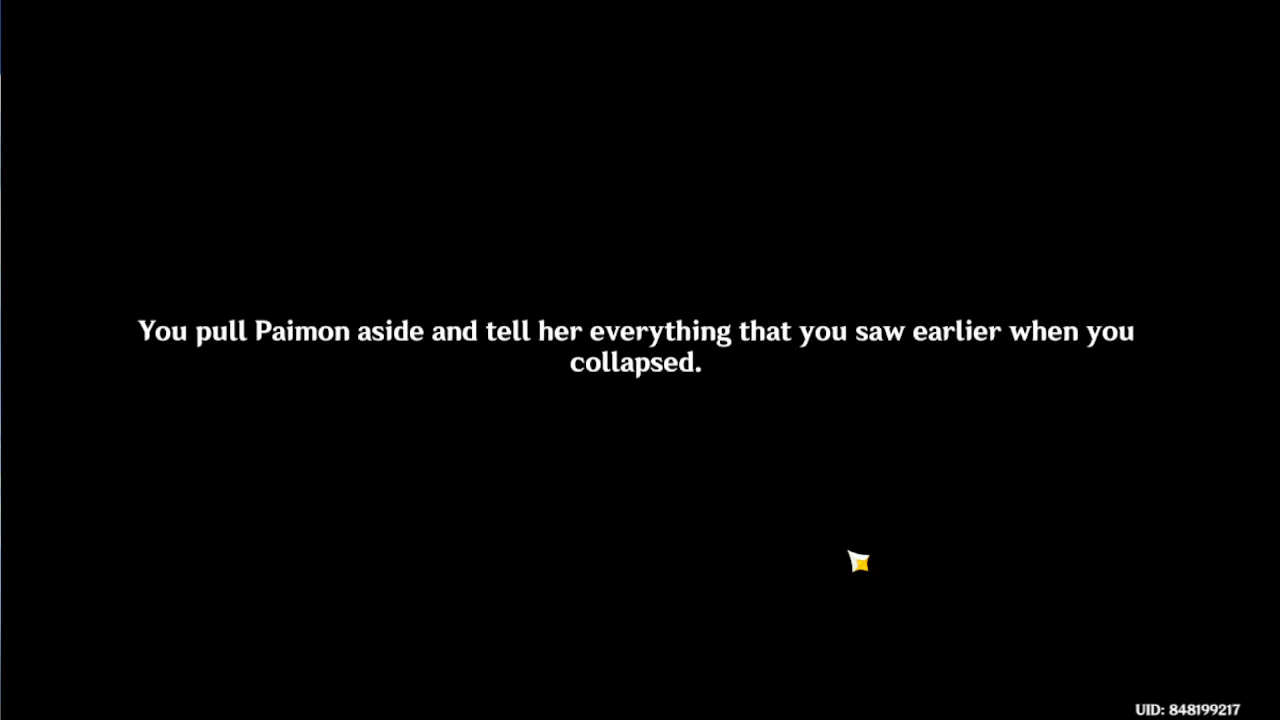 You pull Paimon aside and tell her everything that you saw earlier when you
collapsed.
UID: 848199217